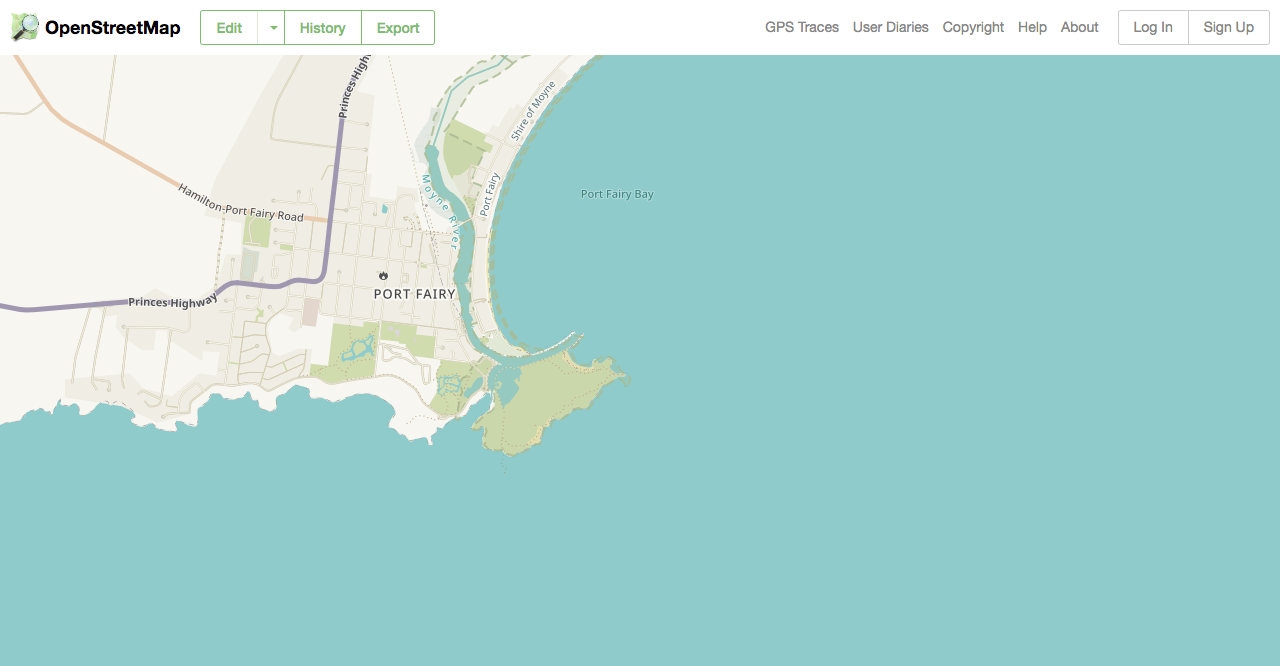 OpenStreetMap
Edit
History
Export
GPS Traces
User Diaries
Copyright
Help
About
Log In
Sign Up
Princes Highway
Shire of Moyne
Port Fairy
Port Fairy Bay
Moyne River
Hamilton-Port Fairy Road
PORT FAIRY
Princes Highway